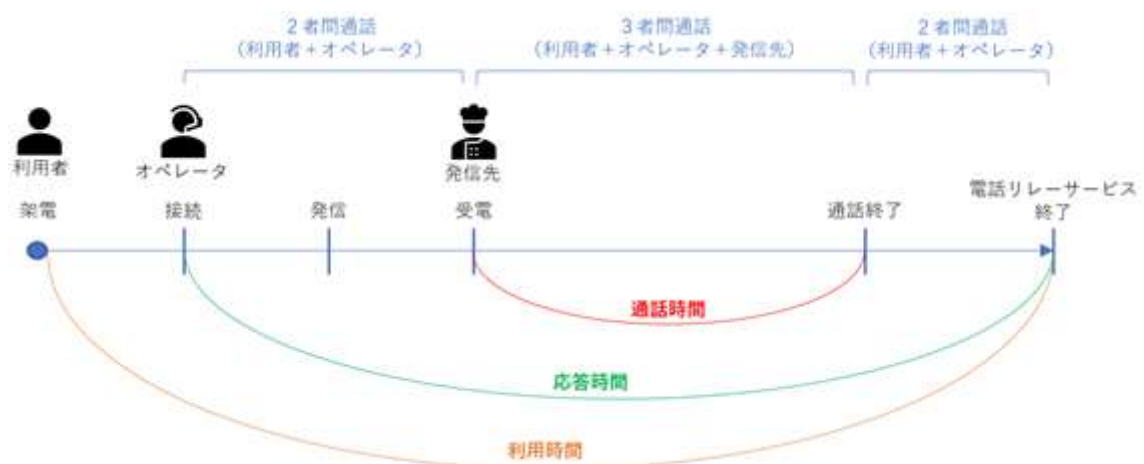 2者間通話
(利用者+オペレータ)
3者間通話
(利用者+オペレータ+発信先)
2者間通話
(利用者+オペレータ)
利用者
オペレータ
発信先
架電
接続
発信
受電
通話終了
電話リレーサービス
終了
通話時間
応答時間
利用時間